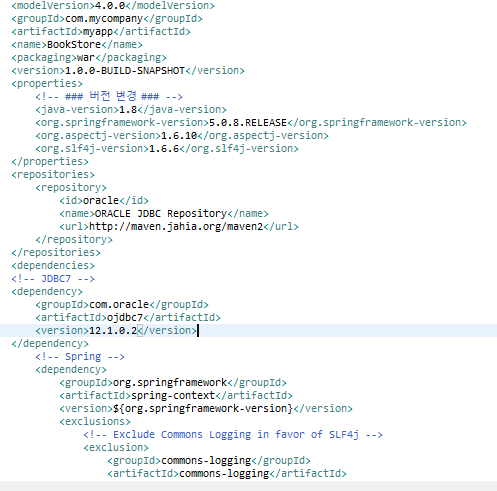 <modelVersion>4.0.0</modelVersion>
<groupId>com.mycompany</groupId>
<artifactId>myapp</artifactId>
<name>BookStore</name>
<packaging>war</packaging>
<version>1.0.0-BUILD-SNAPSHOT</version>
<properties>
<!-- ### 버전 변경 ### -->
<java-version>1.8</java-version>
<org.springframework-version>5.0.8.RELEASE</org.springframework-version>
<org.aspectj-version>1.6.10</org.aspectj-version>
<org.slf4j-version>1.6.6</org.slf4j-version>
</properties>
<repositories>
<repository>
<id>oracle</id>
<name>ORACLE JDBC Repository</name>
<url>http://maven.jahia.org/maven2</url>
</repository>
</repositories>
<dependencies>
<!-- JDBC7 -->
<dependency>
<groupId>com.oracle</groupId>
<artifactId>ojdbc7</artifactId>
<version>12.1.0.2</version>
</dependency>
<!-- Spring -->
<dependency>
<groupId>org.springframework</groupId>
<artifactId>spring-context</artifactId>
<version>${org.springframework-version}</version>
<exclusions>
<!-- Exclude Commons Logging in favor of SLF4j -->
<exclusion>
<groupId>commons-logging</groupId>
<artifactId>commons-logging</artifactId>